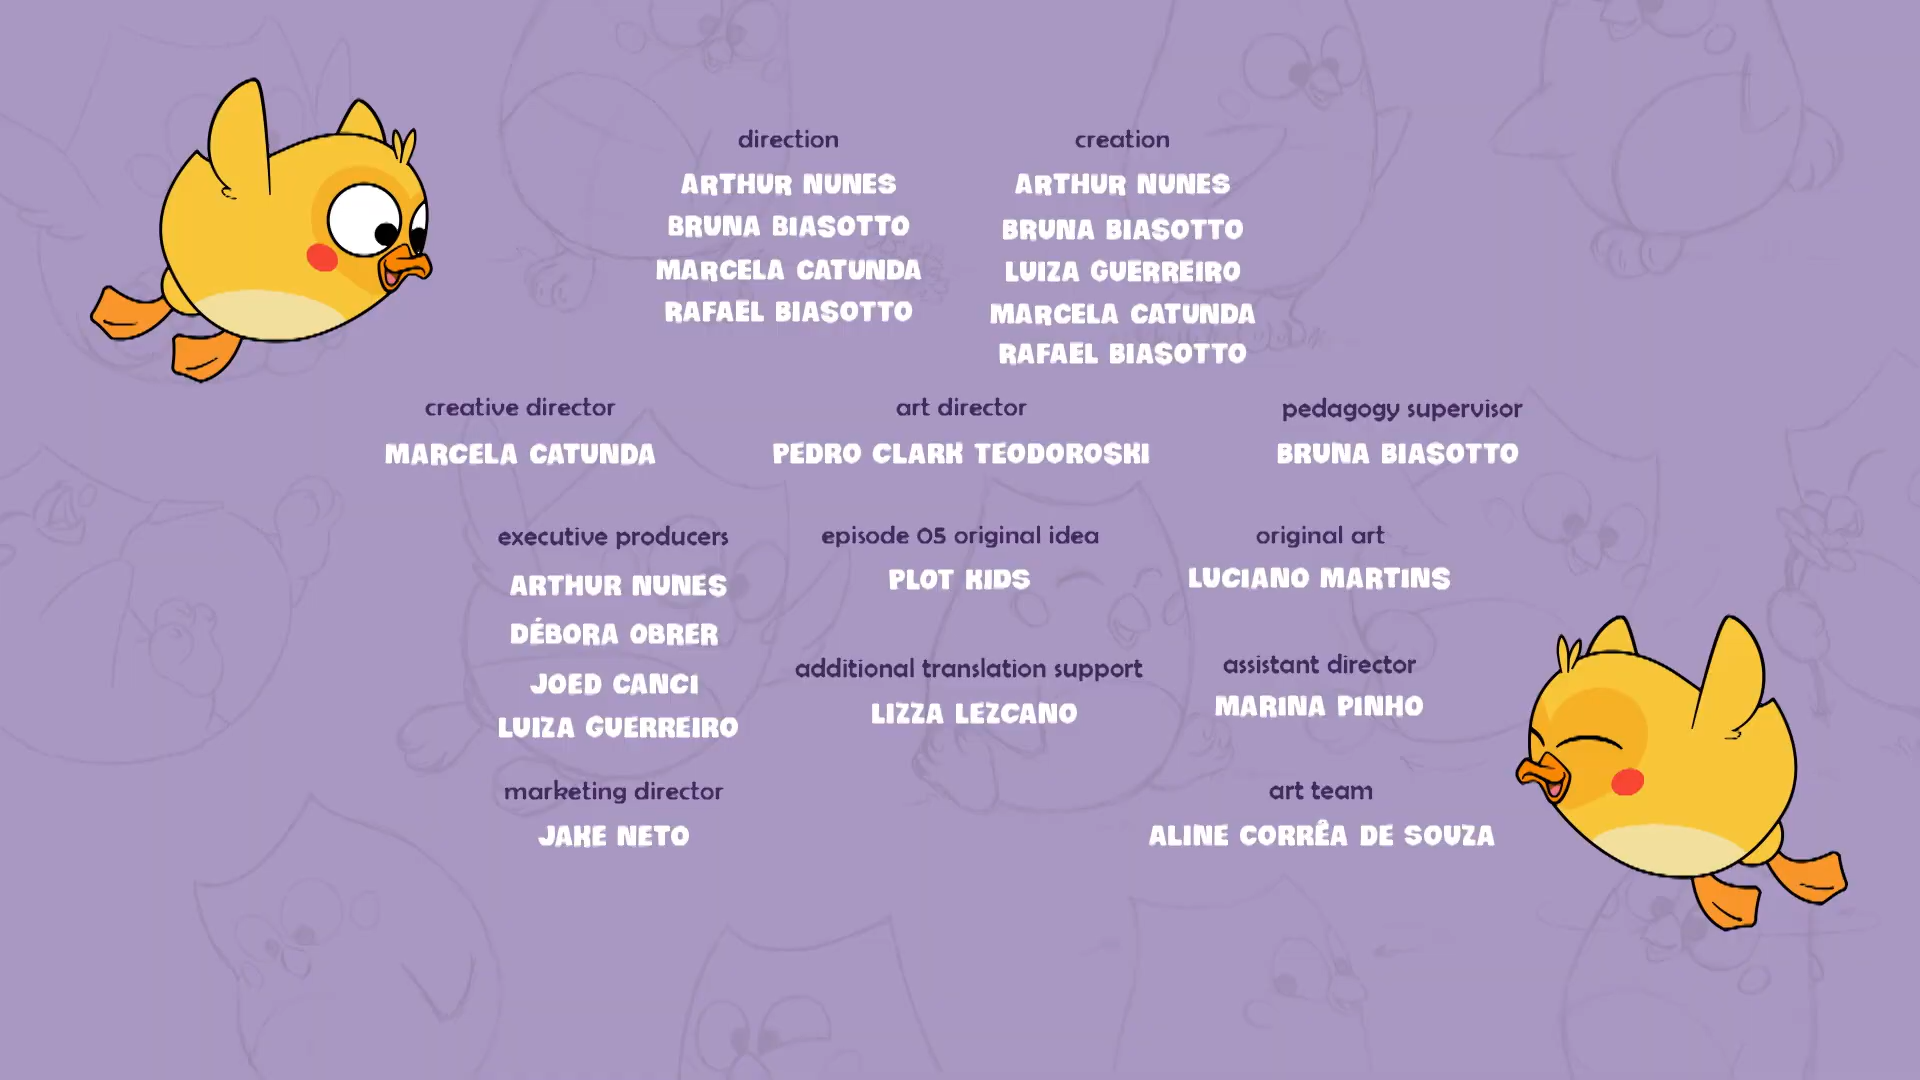 direction
ARTHUR NUNES
BRUNA BIASOTTO
MARCELA CATUNDA
RAFAEL BIASOTTO
creation
ARTHUR NUNES
BRUNA BIASOTTO
LUIZA GUERREIRO
MARCELA CATUNDA
RAFAEL BIASOTTO
creative director
MARCELA CATUNDA
art director
PEDRO CLARK TEODOROSKI
pedagogy supervisor
BRUNA BIASOTTO
executive producers
ARTHUR NUNES
DÉBORA OBRER
JOED CANCI
LUIZA GUERREIRO
episode 05 original idea
PLOT KIDS
original art
LUCIANO MARTINS
additional translation support
LIZZA LEZCANO
assistant director
MARINA PINHO
marketing director
JAKE NETO
art team
ALINE CORRÊA DE SOUZA